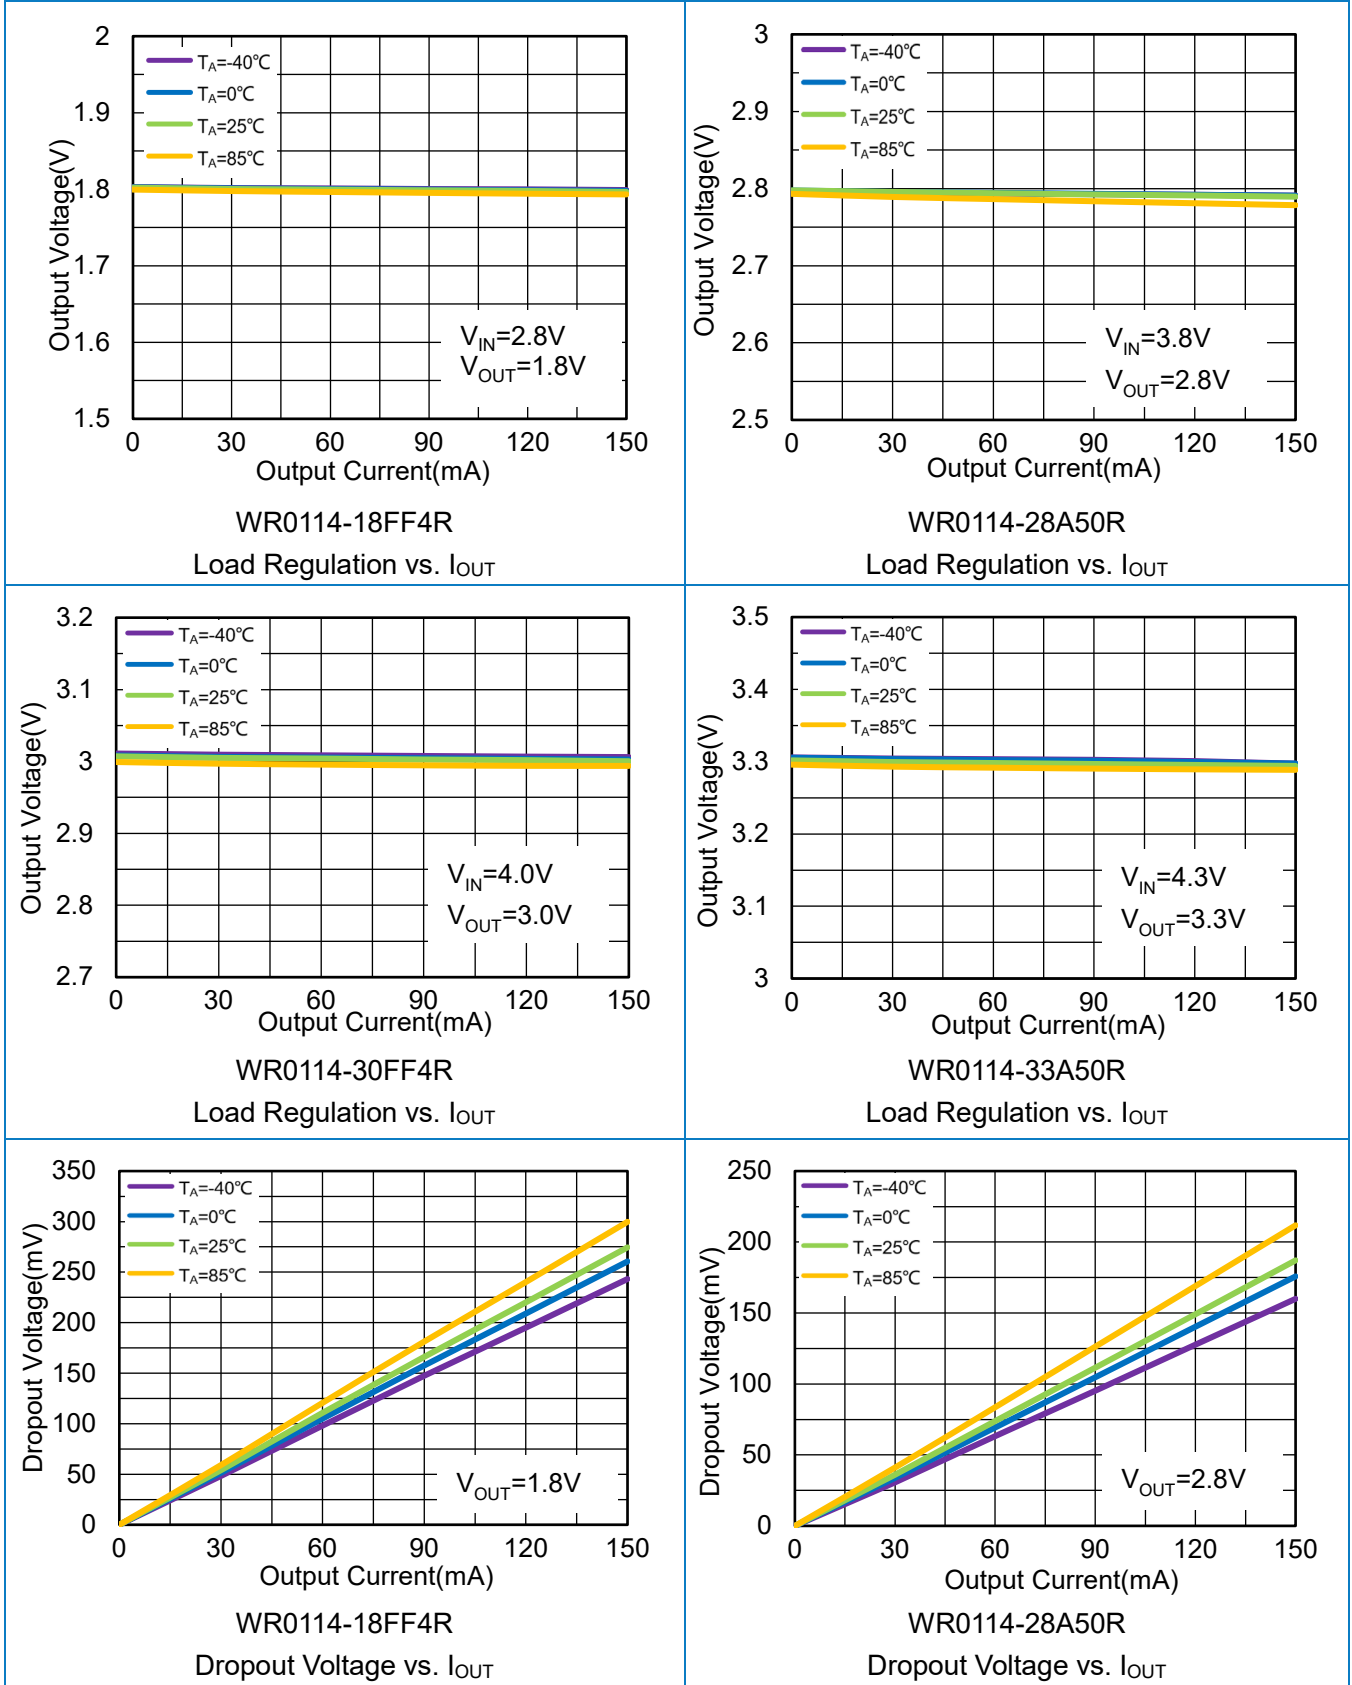 2
1.9
1.8
1.7
1.6
1.5
0 30 60 90 120 150
Output Voltage(V)
Output Current(mA)
TA=-40℃
TA=0℃
TA=25℃
TA=85℃
VIN=2.8V
VOUT=1.8V
WR0114-18FF4R
Load Regulation vs. IOUT
3
2.9
2.8
2.7
2.6
2.5
0 30 60 90 120 150
Output Voltage(V)
Output Current(mA)
TA=-40℃
TA=0℃
TA=25℃
TA=85℃
VIN=3.8V
VOUT=2.8V
WR0114-28A50R
Load Regulation vs. IOUT
3.2
3.1
3
2.9
2.8
2.7
0 30 60 90 120 150
Output Voltage(V)
Output Current(mA)
TA=-40℃
TA=0℃
TA=25℃
TA=85℃
VIN=4.0V
VOUT=3.0V
WR0114-30FF4R
Load Regulation vs. IOUT
3.5
3.4
3.3
3.2
3.1
3
0 30 60 90 120 150
Output Voltage(V)
Output Current(mA)
TA=-40℃
TA=0℃
TA=25℃
TA=85℃
VIN=4.3V
VOUT=3.3V
WR0114-33A50R
Load Regulation vs. IOUT
350
300
250
200
150
100
50
0
0 30 60 90 120 150
Dropout Voltage(mV)
Output Current(mA)
TA=-40℃
TA=0℃
TA=25℃
TA=85℃
VOUT=1.8V
WR0114-18FF4R
Dropout Voltage vs. IOUT
250
200
150
100
50
0
0 30 60 90 120 150
Dropout Voltage(mV)
Output Current(mA)
TA=-40℃
TA=0℃
TA=25℃
TA=85℃
VOUT=2.8V
WR0114-28A50R
Dropout Voltage vs. IOUT